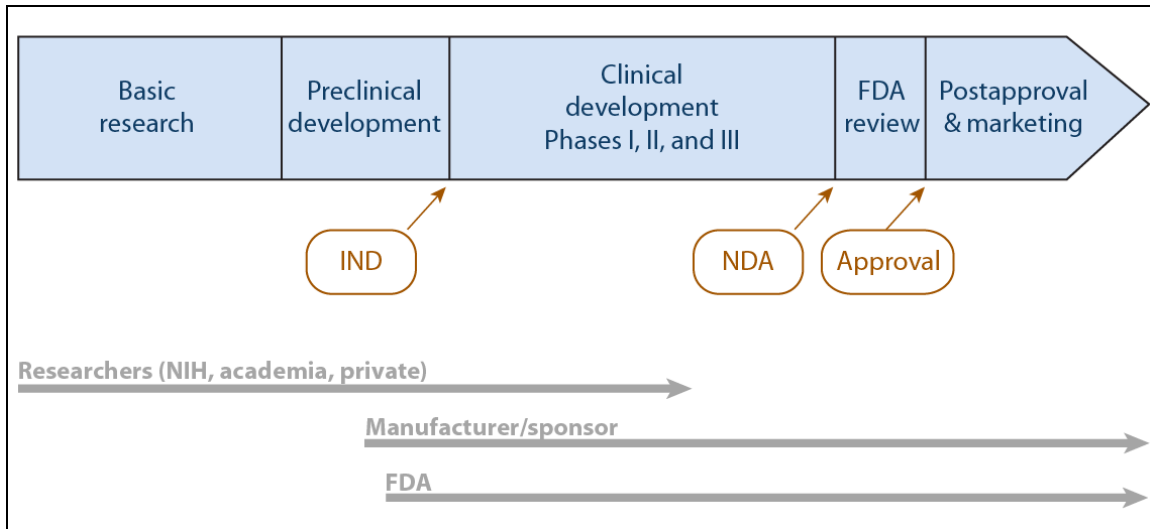 Basic
research
Preclinical
development
Clinical
development
Phases I, II, and III
FDA
review
Postapproval
& marketing
IND
NDA
Approval
Researchers (NIH, academia, private)
Manufacturer/sponsor
FDA